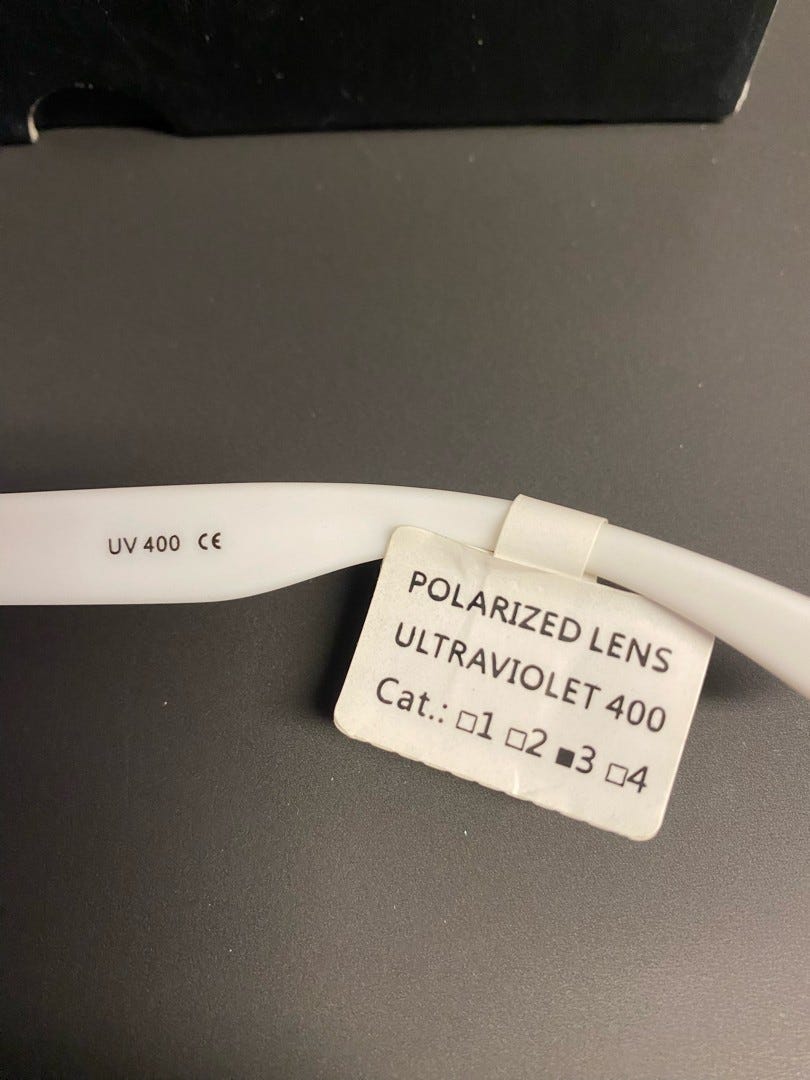 UV 400 CE
POLARIZED LENS
ULTRAVIOLET 400
Cat.: □1 □2 ■3 □4